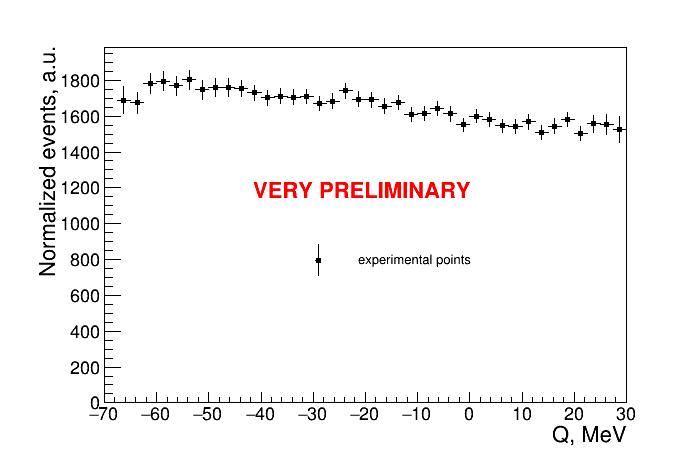 Normalized events, a.u.
1800
1600
1400
1200
1000
800
600
400
200
0
VERY PRELIMINARY
experimental points
−70 −60 −50 −40 −30 −20 −10 0 10 20 30
Q, MeV